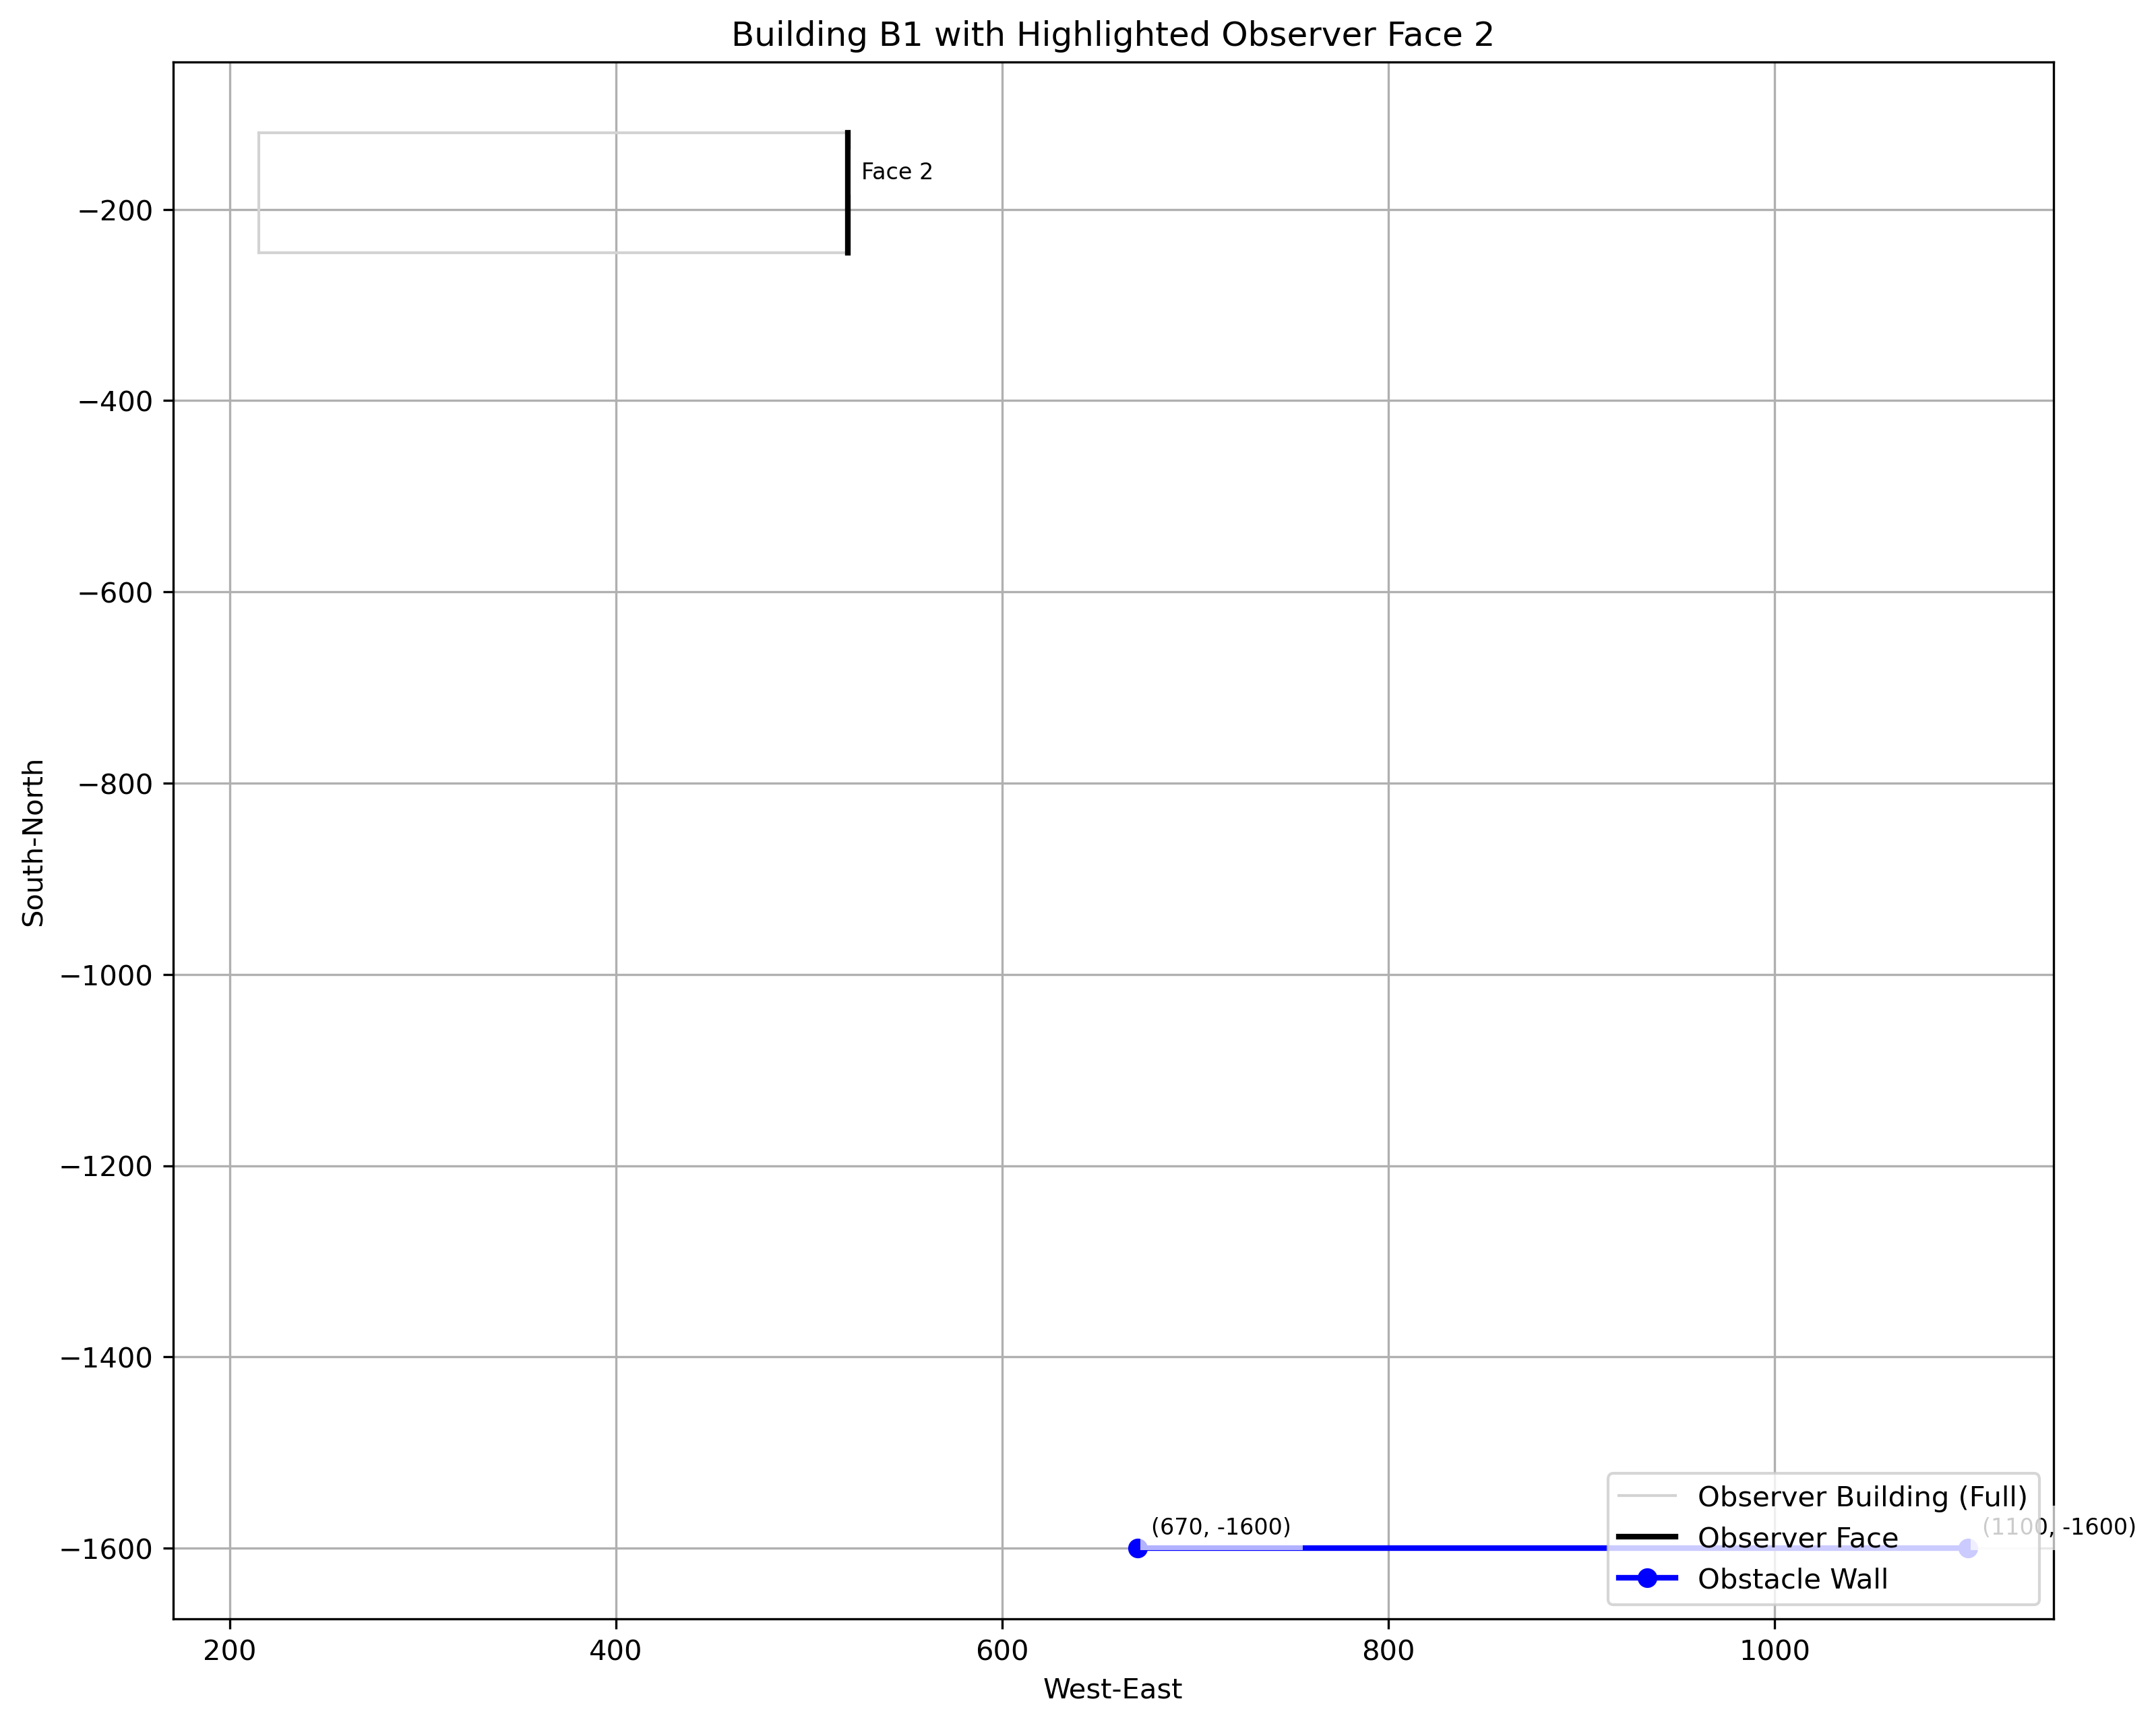 Building B1 with Highlighted Observer Face 2
Face 2
−200
−400
−600
−800
−1000
−1200
−1400
−1600
South-North
(670, -1600)
(1100, -1600)
Observer Building (Full)
Observer Face
Obstacle Wall
200
400
600
800
1000
West-East